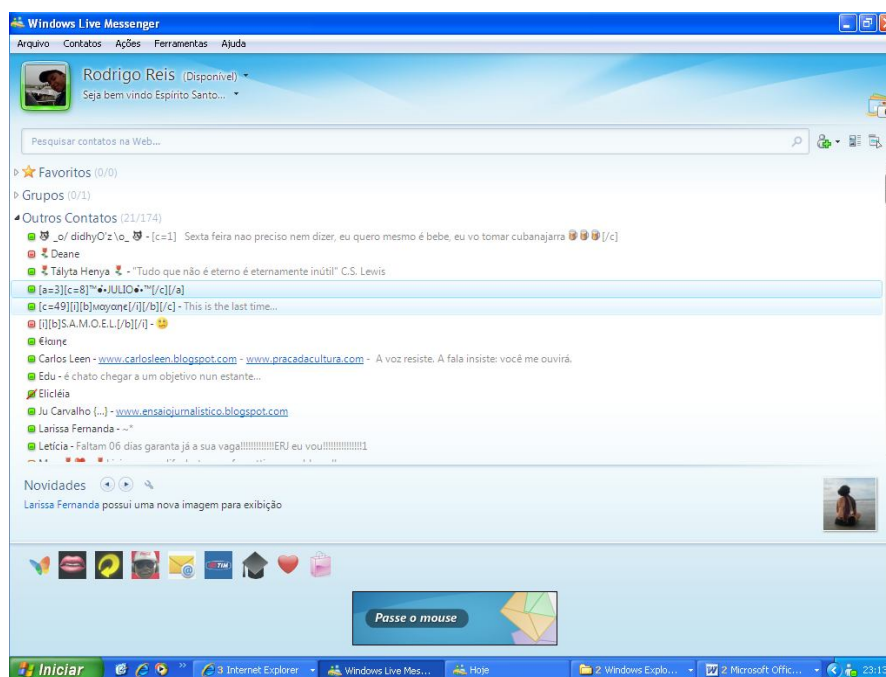 Windows Live Messenger
Arquivo Contatos Ações Ferramentas Ajuda
Rodrigo Reis (Disponível)
Seja bem vindo Espírito Santo...
Pesquisar contatos na Web...
Favoritos (0/0)
Grupos (0/1)
Outros Contatos (21/174)
_o/ didhyO'z \o_ - [c=1] Sexta feira nao preciso nem dizer, eu quero mesmo é bebe, eu vo tomar cubanajarra [/c]
Deane
Tályta Henya - "Tudo que não é eterno é eternamente inútil" C.S. Lewis
[a=3][c=8]™•JULIO•™[/c][/a]
[c=49][i][b]мαyαηє[/i][/b][/c] - This is the last time...
[i][b]S.A.M.O.E.L.[/b][/i] -
€łαηє
Carlos Leen - www.carlosleen.blogspot.com - www.pracadacultura.com - A voz resiste. A fala insiste: você me ouvirá.
Edu - é chato chegar a um objetivo nun estante...
Elicléia
Ju Carvalho {...} - www.ensaiojornalistico.blogspot.com
Larissa Fernanda - ~*
Letícia - Faltam 06 dias garanta já a sua vaga!!!!!!!!!!!!!ERJ eu vou!!!!!!!!!!!!!!!1
Novidades
Larissa Fernanda possui uma nova imagem para exibição
TIM
Passe o mouse
Iniciar 3 Internet Explorer Windows Live Mes... Hoje 2 Windows Explo... 2 Microsoft Offic... 23:13